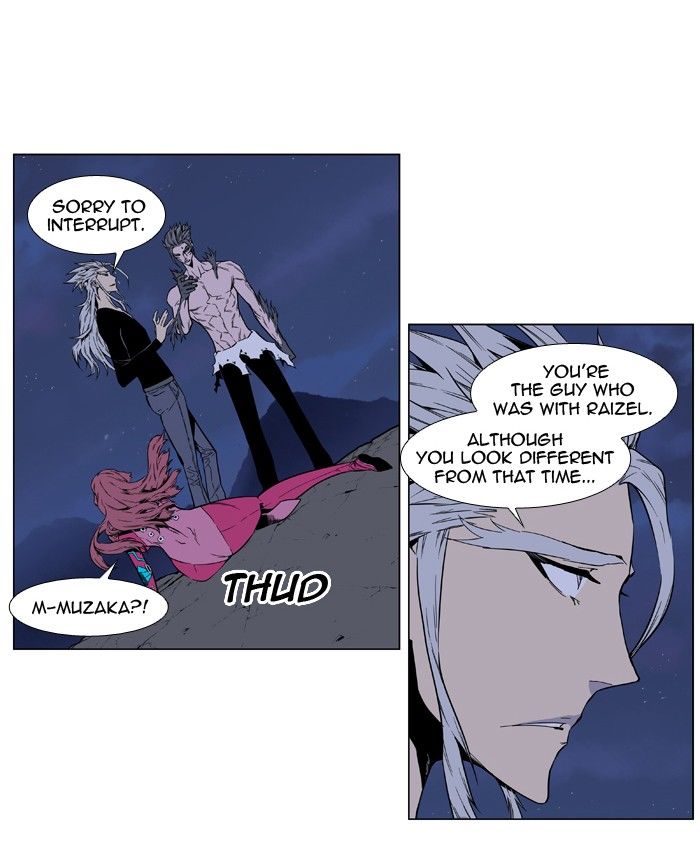 SORRY TO
INTERRUPT.
M-MUZAKA?!
THUD
YOU'RE
THE GUY WHO
WAS WITH RAIZEL.
ALTHOUGH
YOU LOOK DIFFERENT
FROM THAT TIME...